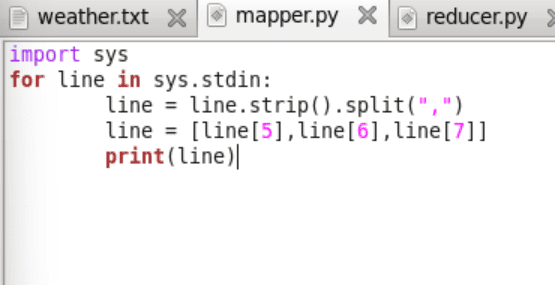 weather.txt mapper.py reducer.py
import sys
for line in sys.stdin:
        line = line.strip().split(",")
        line = [line[5],line[6],line[7]]
        print(line)